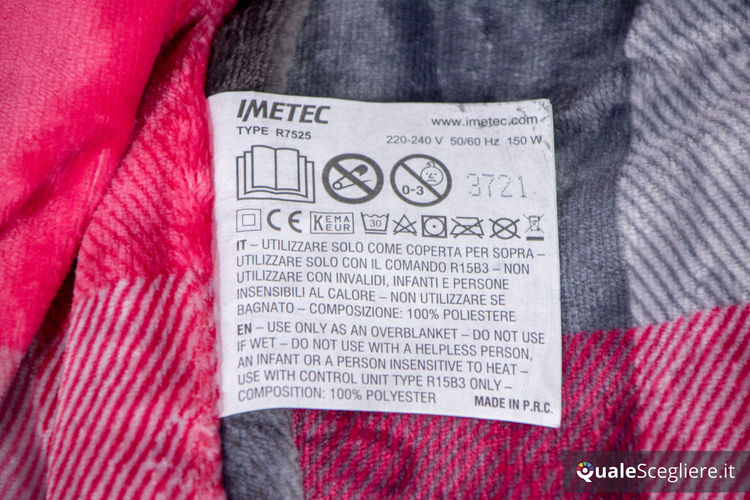 IMETEC www.imetec.com
TYPE R7525 220-240 V 50/60 Hz 150 W
0-3 3721
CE KEMA KEUR 30
IT – UTILIZZARE SOLO COME COPERTA PER SOPRA –
UTILIZZARE SOLO CON IL COMANDO R15B3 – NON
UTILIZZARE CON INVALIDI, INFANTI E PERSONE
INSENSIBILI AL CALORE – NON UTILIZZARE SE
BAGNATO – COMPOSIZIONE: 100% POLIESTERE
EN – USE ONLY AS AN OVERBLANKET – DO NOT USE
IF WET – DO NOT USE WITH A HELPLESS PERSON,
AN INFANT OR A PERSON INSENSITIVE TO HEAT –
USE WITH CONTROL UNIT TYPE R15B3 ONLY –
COMPOSITION: 100% POLYESTER
MADE IN P.R.C.
QualeScegliere.it